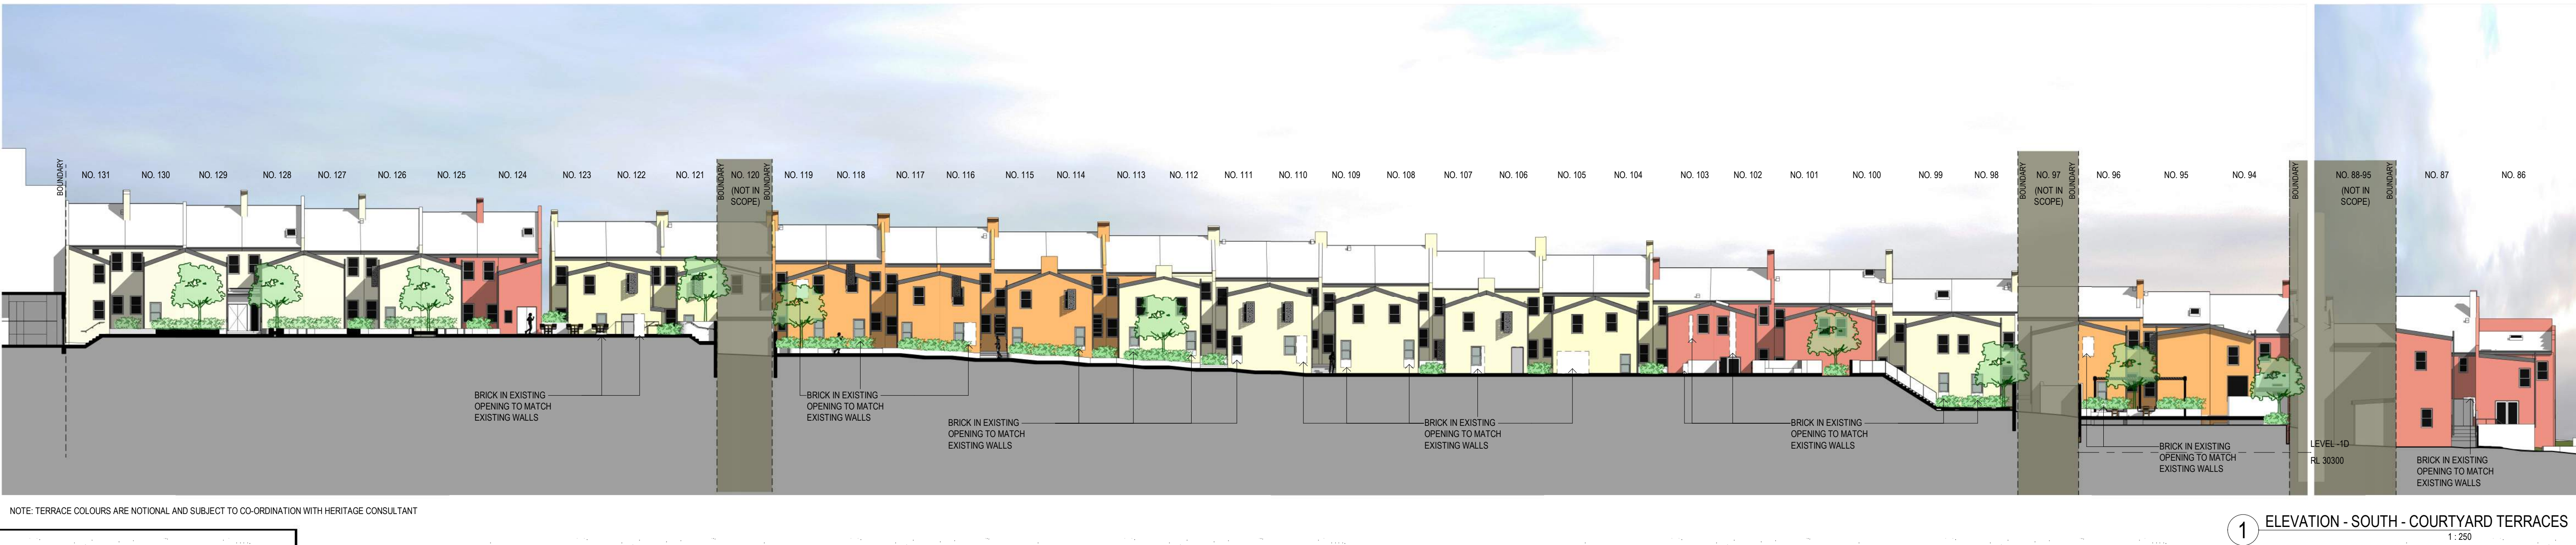 BOUNDARY
NO. 131
NO. 130
NO. 129
NO. 128
NO. 127
NO. 126
NO. 125
NO. 124
NO. 123
NO. 122
NO. 121
BOUNDARY
NO. 120
(NOT IN
SCOPE)
BOUNDARY
NO. 119
NO. 118
NO. 117
NO. 116
NO. 115
NO. 114
NO. 113
NO. 112
NO. 111
NO. 110
NO. 109
NO. 108
NO. 107
NO. 106
NO. 105
NO. 104
NO. 103
NO. 102
NO. 101
NO. 100
NO. 99
NO. 98
BOUNDARY
NO. 97
(NOT IN
SCOPE)
BOUNDARY
NO. 96
NO. 95
NO. 94
BOUNDARY
NO. 88-95
(NOT IN
SCOPE)
BOUNDARY
NO. 87
NO. 86
BRICK IN EXISTING
OPENING TO MATCH
EXISTING WALLS
BRICK IN EXISTING
OPENING TO MATCH
EXISTING WALLS
BRICK IN EXISTING
OPENING TO MATCH
EXISTING WALLS
BRICK IN EXISTING
OPENING TO MATCH
EXISTING WALLS
BRICK IN EXISTING
OPENING TO MATCH
EXISTING WALLS
BRICK IN EXISTING
OPENING TO MATCH
EXISTING WALLS
LEVEL -1D
RL 30300
BRICK IN EXISTING
OPENING TO MATCH
EXISTING WALLS
NOTE: TERRACE COLOURS ARE NOTIONAL AND SUBJECT TO CO-ORDINATION WITH HERITAGE CONSULTANT
1
ELEVATION - SOUTH - COURTYARD TERRACES
1 : 250